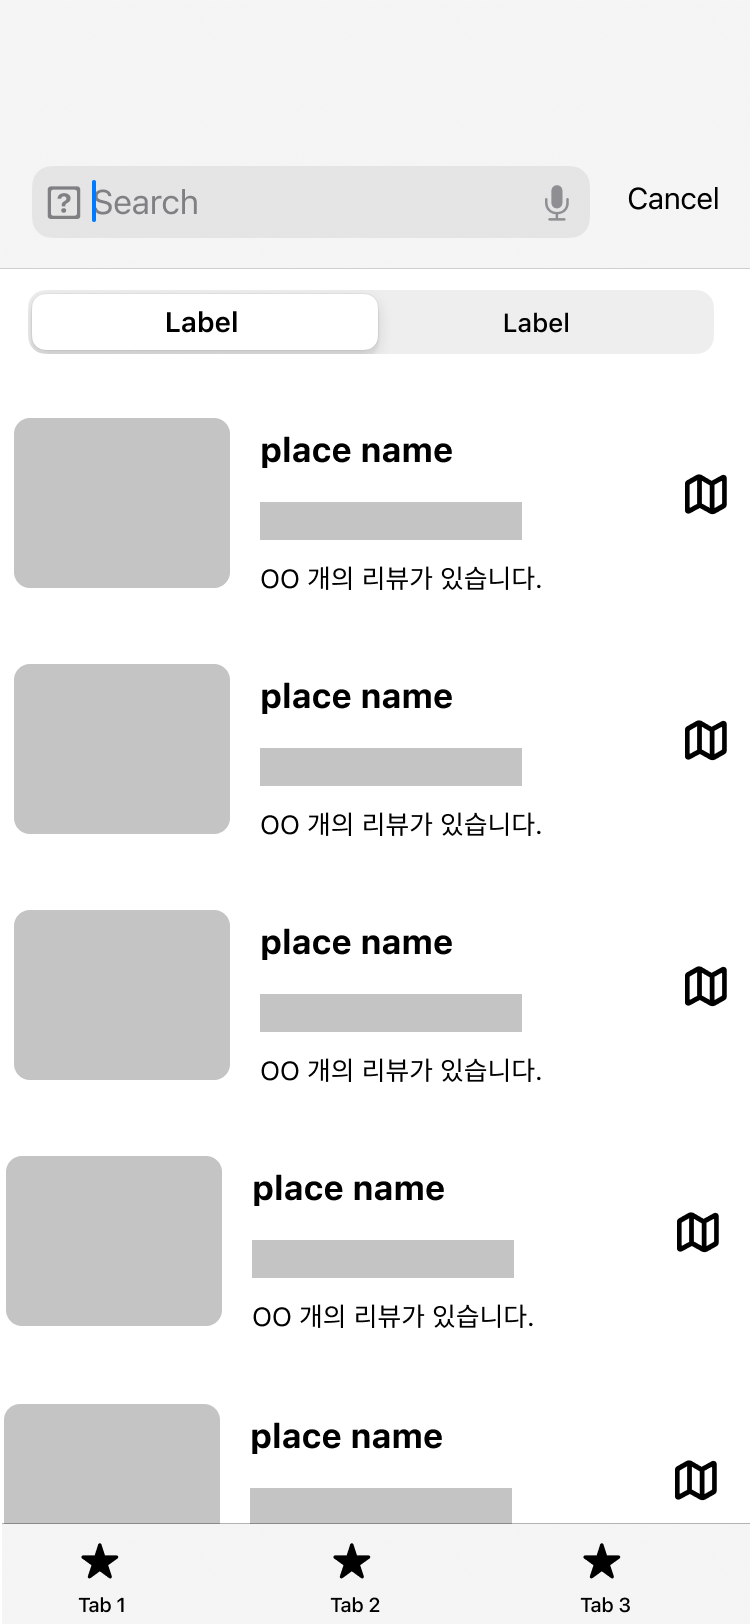 Search
Cancel
Label
Label
place name
OO 개의 리뷰가 있습니다.
place name
OO 개의 리뷰가 있습니다.
place name
OO 개의 리뷰가 있습니다.
place name
OO 개의 리뷰가 있습니다.
place name
Tab 1
Tab 2
Tab 3